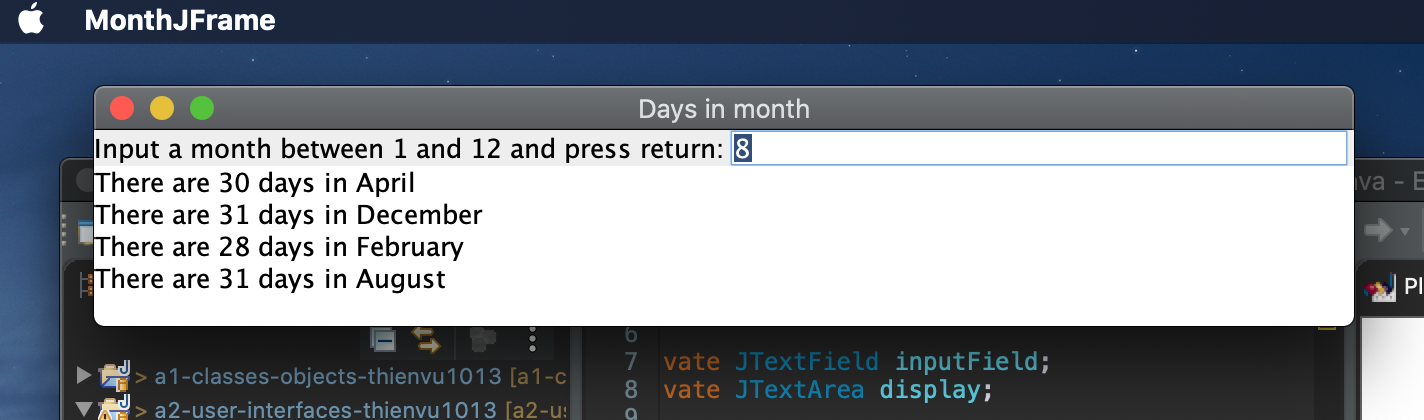 MonthJFrame
Days in month
Input a month between 1 and 12 and press return: 8
There are 30 days in April
There are 31 days in December
There are 28 days in February
There are 31 days in August
ava - E
Pl
6
7 vate JTextField inputField;
8 vate JTextArea display;
9
> a1-classes-objects-thienvu1013 [a1-c
> a2-user-interfaces-thienvu1013 [a2-us